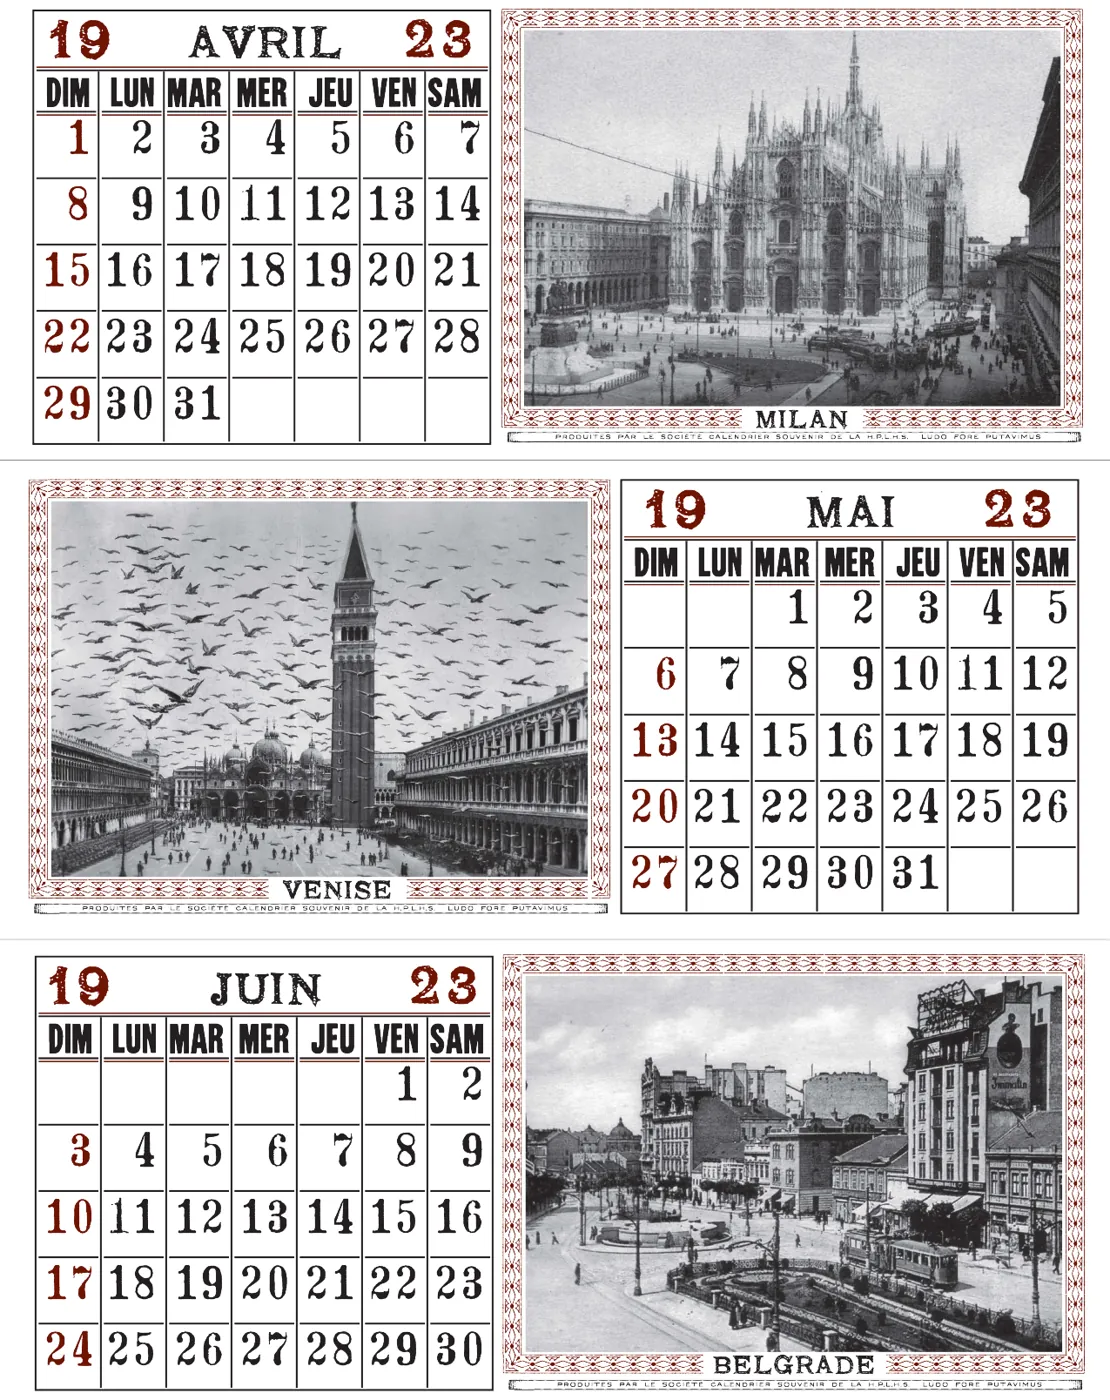 19 AVRIL 23
DIM LUN MAR MER JEU VEN SAM
1 2 3 4 5 6 7
8 9 10 11 12 13 14
15 16 17 18 19 20 21
22 23 24 25 26 27 28
29 30 31
MILAN
PRODUITES PAR LE SOCIETE CALENDRIER SOUVENIR DE LA H.P.L.H.S. LUDO FORE PUTAVIMUS
VENISE
PRODUITES PAR LE SOCIETE CALENDRIER SOUVENIR DE LA H.P.L.H.S. LUDO FORE PUTAVIMUS
19 MAI 23
DIM LUN MAR MER JEU VEN SAM
1 2 3 4 5
6 7 8 9 10 11 12
13 14 15 16 17 18 19
20 21 22 23 24 25 26
27 28 29 30 31
19 JUIN 23
DIM LUN MAR MER JEU VEN SAM
1 2
3 4 5 6 7 8 9
10 11 12 13 14 15 16
17 18 19 20 21 22 23
24 25 26 27 28 29 30
BELGRADE
PRODUITES PAR LE SOCIETE CALENDRIER SOUVENIR DE LA H.P.L.H.S. LUDO FORE PUTAVIMUS